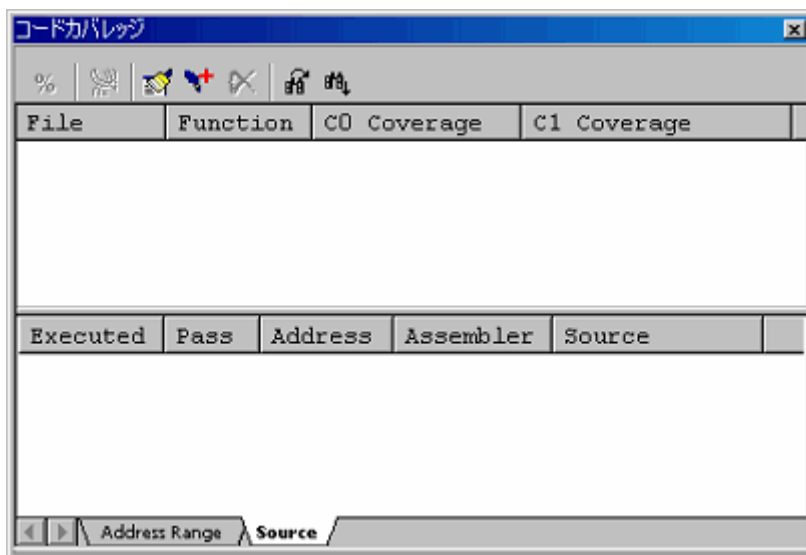 コードカバレッジ
%
File Function C0 Coverage C1 Coverage
Executed Pass Address Assembler Source
Address Range Source